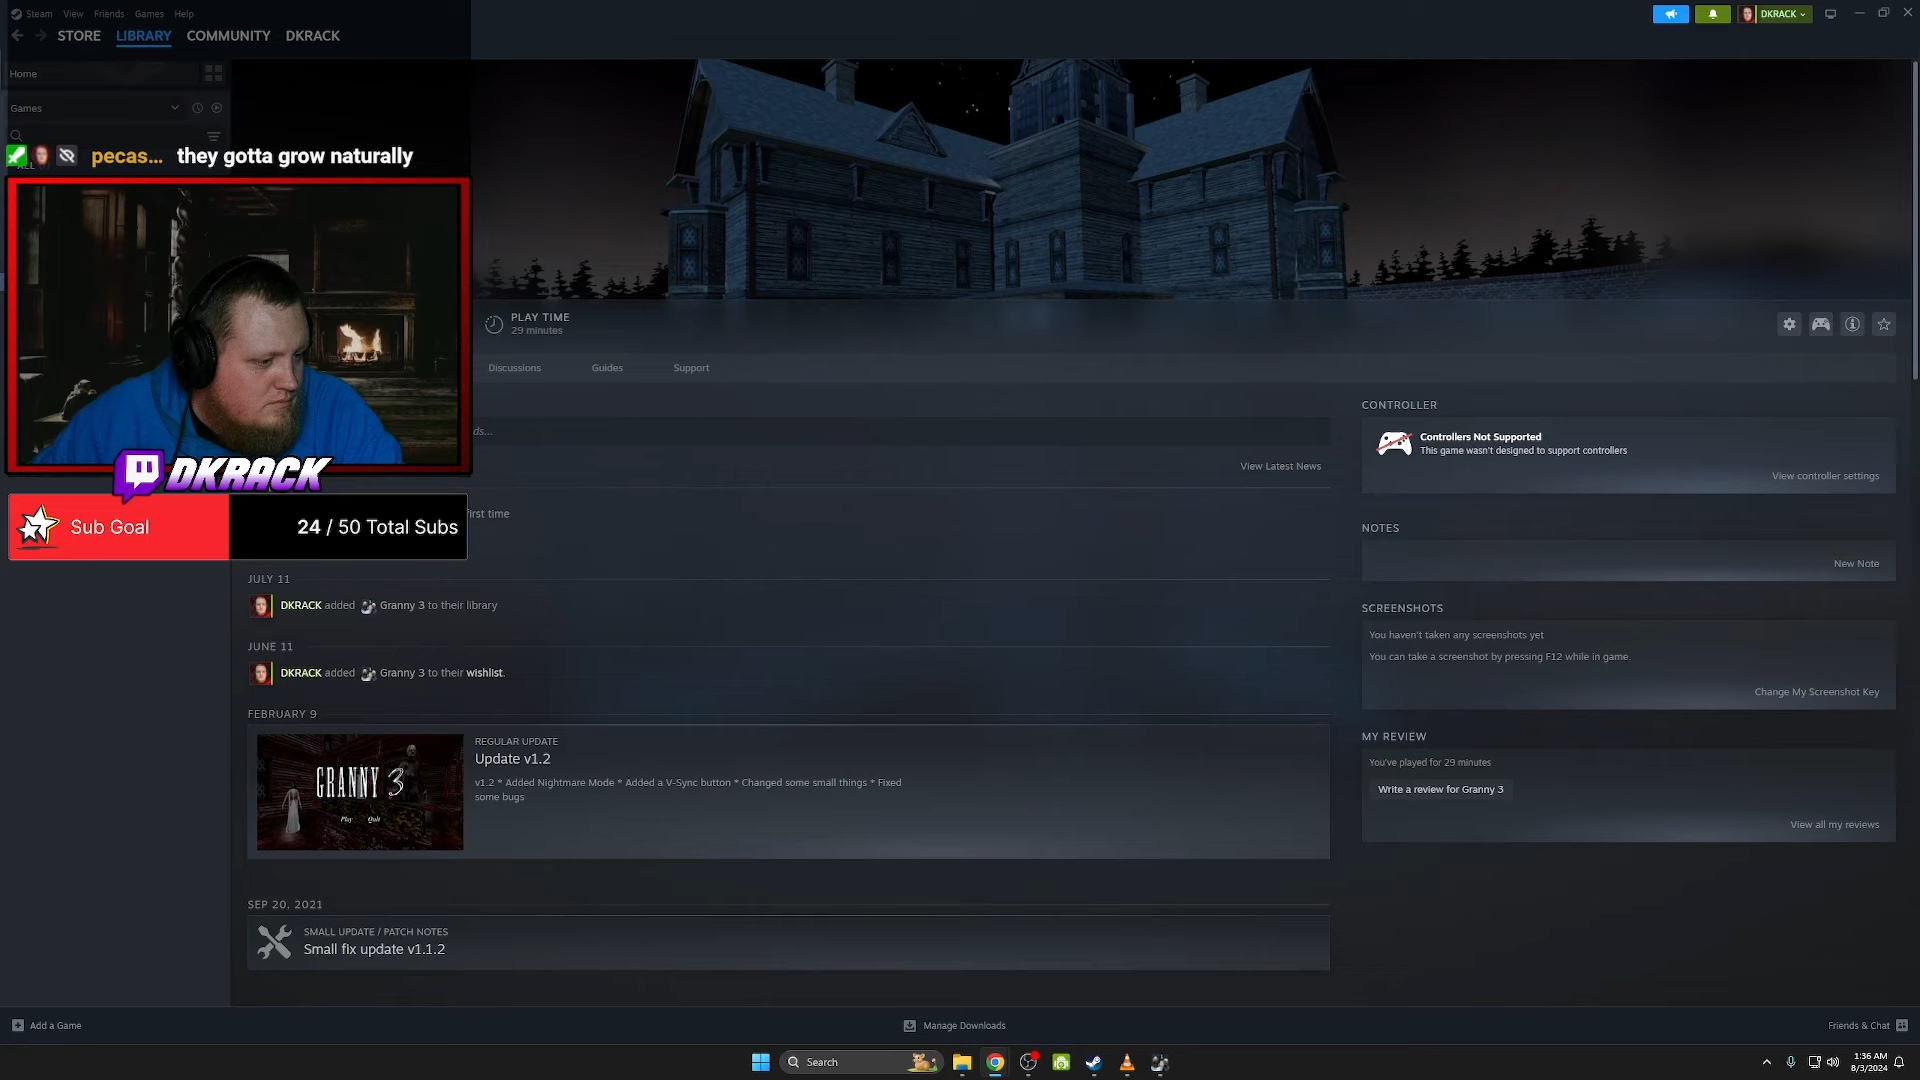 Steam View Friends Games Help
DKRACK
STORE LIBRARY COMMUNITY DKRACK
Home
Games
pecas... they gotta grow naturally
ALL
PLAY TIME
29 minutes
Discussions Guides Support
ds...
View Latest News
first time
DKRACK
Sub Goal 24 / 50 Total Subs
JULY 11
DKRACK added Granny 3 to their library
JUNE 11
DKRACK added Granny 3 to their wishlist.
FEBRUARY 9
GRANNY 3
Play Quit
REGULAR UPDATE
Update v1.2
v1.2 * Added Nightmare Mode * Added a V-Sync button * Changed some small things * Fixed
some bugs
SEP 20, 2021
SMALL UPDATE / PATCH NOTES
Small fix update v1.1.2
CONTROLLER
Controllers Not Supported
This game wasn't designed to support controllers
View controller settings
NOTES
New Note
SCREENSHOTS
You haven't taken any screenshots yet
You can take a screenshot by pressing F12 while in game.
Change My Screenshot Key
MY REVIEW
You've played for 29 minutes
Write a review for Granny 3
View all my reviews
Add a Game Manage Downloads Friends & Chat
Search
1:36 AM
8/3/2024